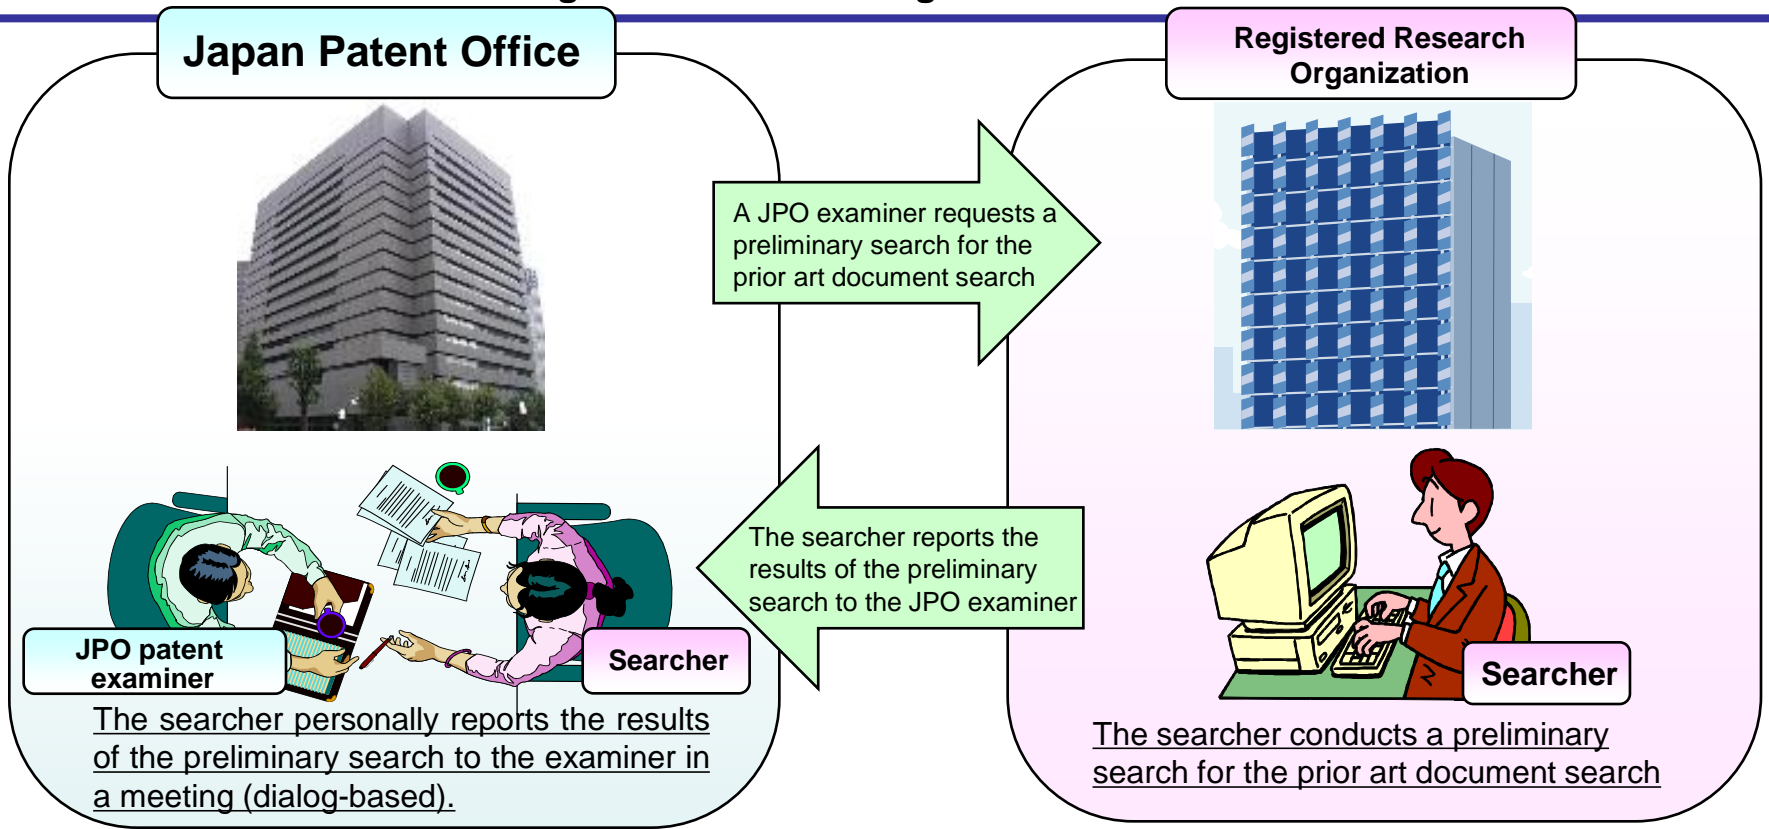 Japan Patent Office
Registered Research
Organization
A JPO examiner requests a
preliminary search for the
prior art document search
The searcher reports the
results of the preliminary
search to the JPO examiner
JPO patent
examiner
Searcher
Searcher
The searcher personally reports the results
of the preliminary search to the examiner in
a meeting (dialog-based).
The searcher conducts a preliminary
search for the prior art document search